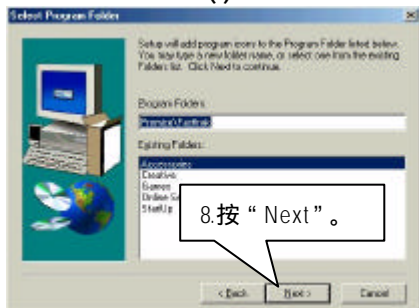 Select Program Folder
Setup will add program icons to the Program Folder listed below.
You may type a new folder name, or select one from the existing
Folders list. Click Next to continue.
Program Folders:
Existing Folders:
Accessories
Creative
Games
Online
StartUp
8.按“Next”。
< Back
Next >
Cancel